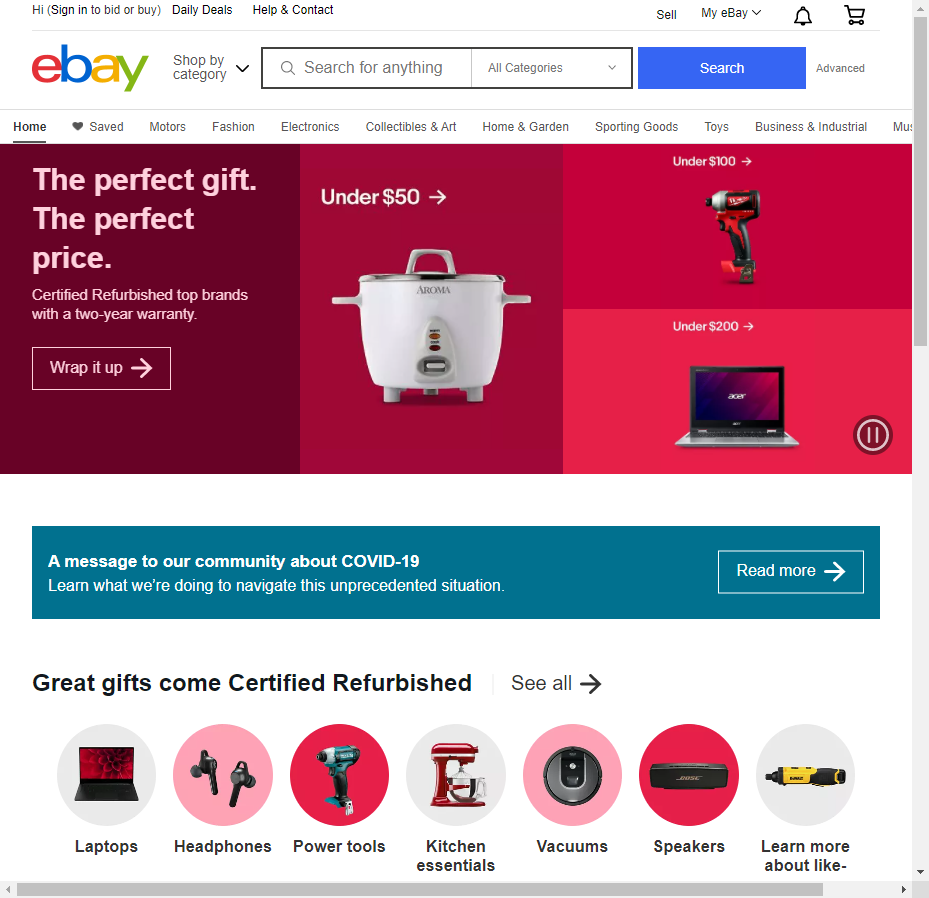 Hi (Sign in to bid or buy) Daily Deals Help & Contact Sell My eBay
ebay
Shop by
category
Search for anything All Categories Search Advanced
Home Saved Motors Fashion Electronics Collectibles & Art Home & Garden Sporting Goods Toys Business & Industrial
The perfect gift.
The perfect
price.
Certified Refurbished top brands
with a two-year warranty.
Wrap it up
Under $50
AROMA
Under $100
Under $200
acer
A message to our community about COVID-19
Learn what we're doing to navigate this unprecedented situation.
Read more
Great gifts come Certified Refurbished See all
BOSE
Laptops Headphones Power tools Kitchen
essentials Vacuums Speakers Learn more
about like-